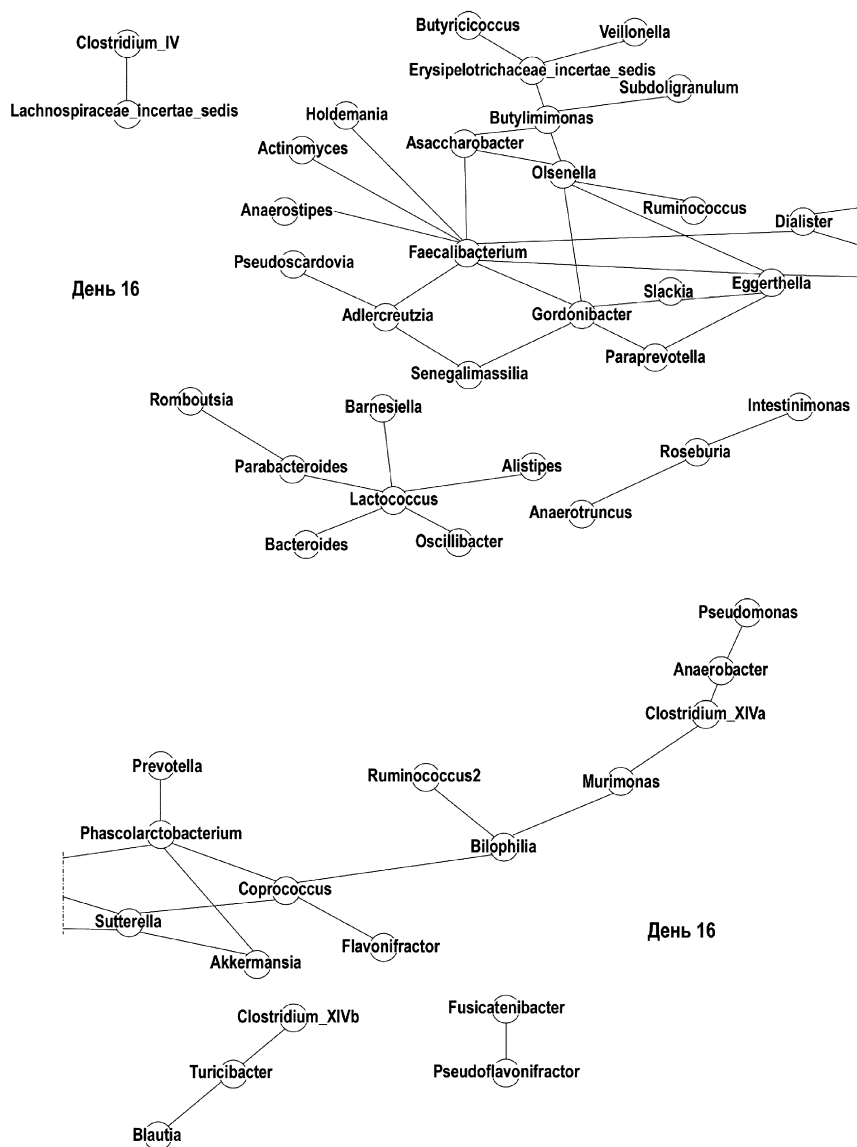 Butyricicoccus
Veillonella
Clostridium_IV
Erysipelotrichaceae_incertae_sedis
Subdoligranulum
Lachnospiraceae_incertae_sedis
Holdemania
Butylimimonas
Asaccharobacter
Actinomyces
Olsenella
Anaerostipes
Ruminococcus
Dialister
Faecalibacterium
Pseudoscardovia
Eggerthella
День 16
Slackia
Adlercreutzia
Gordonibacter
Paraprevotella
Senegalimassilia
Romboutsia
Barnesiella
Intestinimonas
Roseburia
Parabacteroides
Alistipes
Lactococcus
Anaerotruncus
Bacteroides
Oscillibacter
Pseudomonas
Anaerobacter
Clostridium_XIVa
Prevotella
Ruminococcus2
Murimonas
Phascolarctobacterium
Bilophilia
Coprococcus
Sutterella
День 16
Flavonifractor
Akkermansia
Fusicatenibacter
Clostridium_XIVb
Turicibacter
Pseudoflavonifractor
Blautia